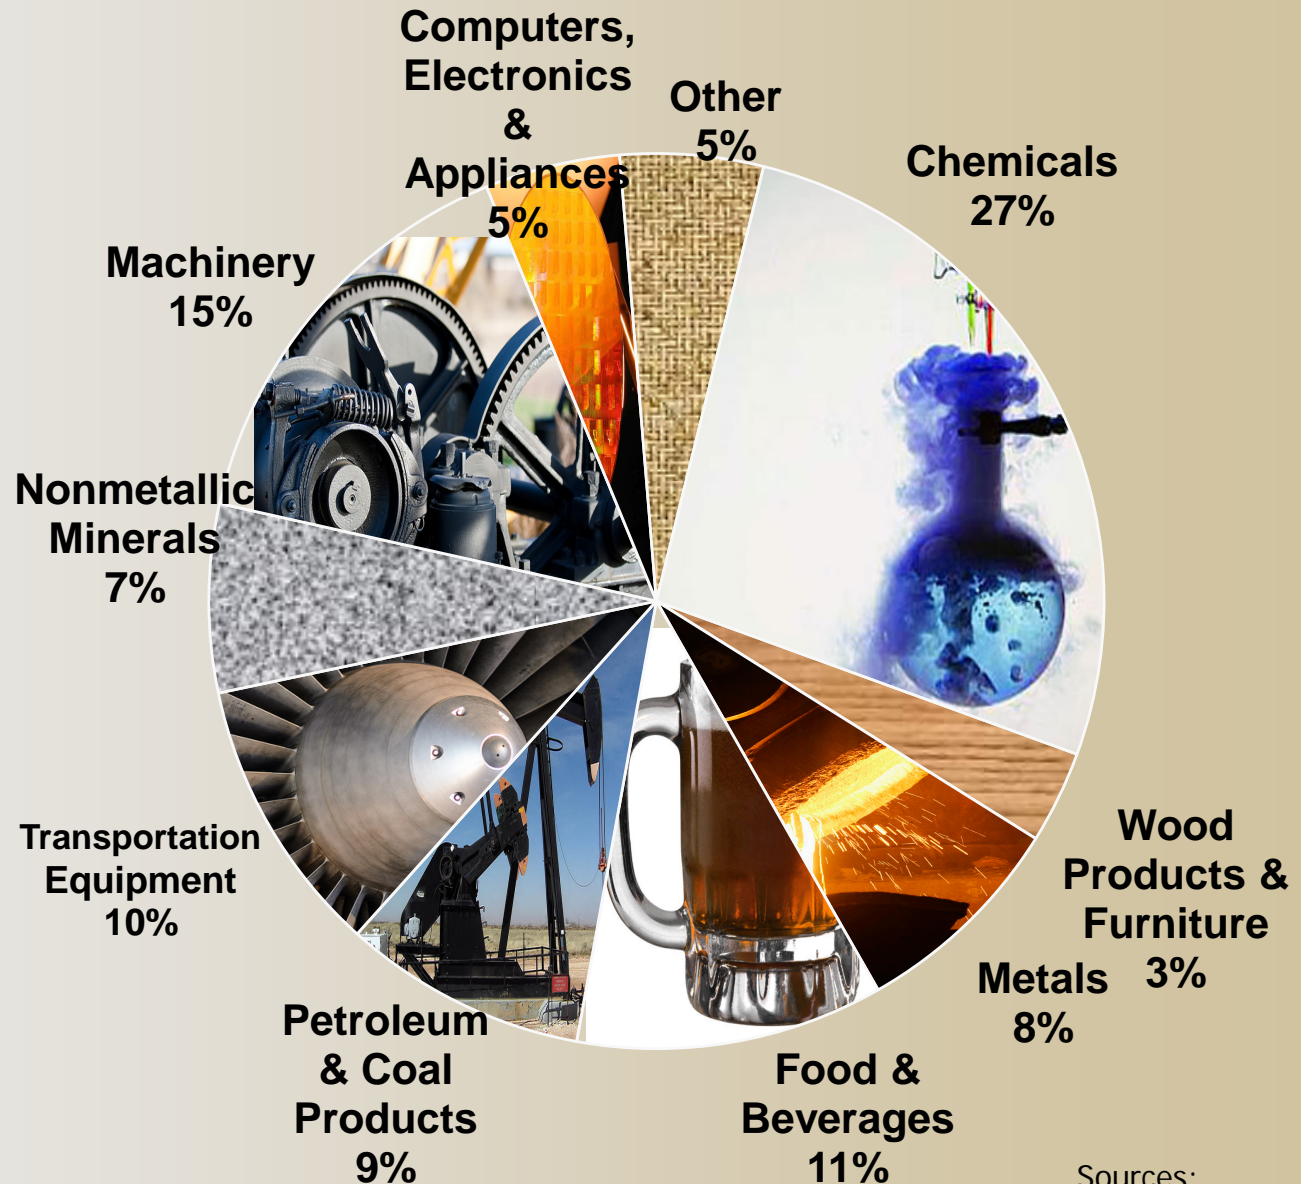 Computers,
Electronics
&
Appliances
5%
Other
5%
Chemicals
27%
Machinery
15%
Nonmetallic
Minerals
7%
Transportation
Equipment
10%
Wood
Products &
Furniture
3%
Metals
8%
Petroleum
& Coal
Products
9%
Food &
Beverages
11%
Sources: